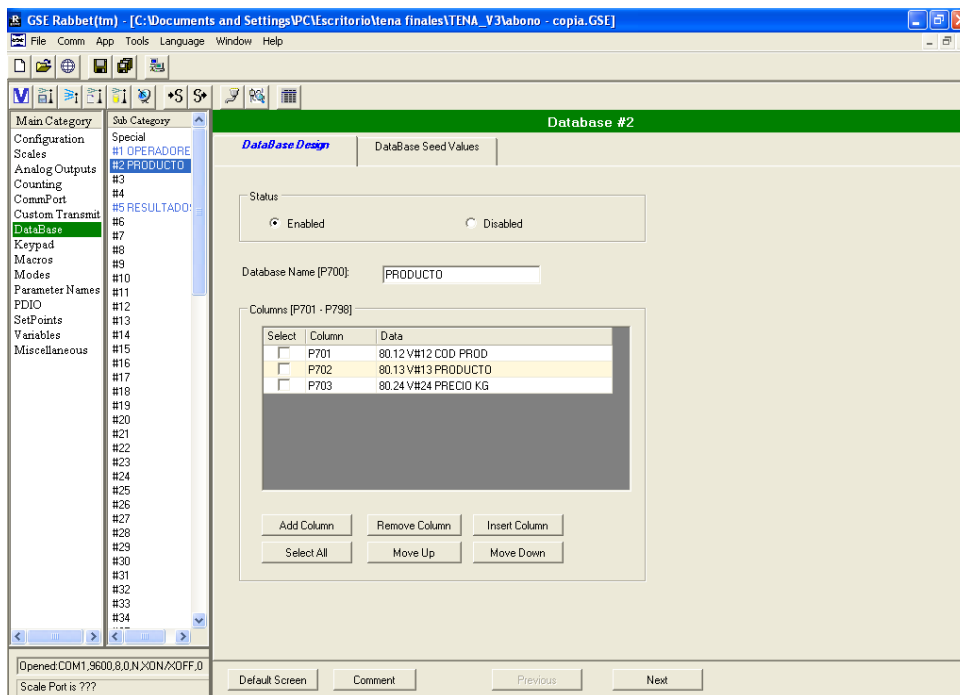 GSE Rabbet(tm) - [C:\Documents and Settings\PC\Escritorio\tena finales\TENA_V3\abono - copia.GSE]
File Comm App Tools Language Window Help
Main Category
Configuration
Scales
Analog Outputs
Counting
CommPort
Custom Transmit
DataBase
Keypad
Macros
Modes
Parameter Names
PDIO
SetPoints
Variables
Miscellaneous
Sub Category
Special
#1 OPERADORE
#2 PRODUCTO
#3
#4
#5 RESULTADO
#6
#7
#8
#9
#10
#11
#12
#13
#14
#15
#16
#17
#18
#19
#20
#21
#22
#23
#24
#25
#26
#27
#28
#29
#30
#31
#32
#33
#34
Database #2
DataBase Design DataBase Seed Values
Status
Enabled Disabled
Database Name [P700]: PRODUCTO
Columns [P701 - P798]
Select Column Data
P701 80.12 V#12 COD PROD
P702 80.13 V#13 PRODUCTO
P703 80.24 V#24 PRECIO KG
Add Column Remove Column Insert Column
Select All Move Up Move Down
Opened:COM1,9600,8,0,N,XON/XOFF,0
Scale Port is ???
Default Screen Comment Previous Next